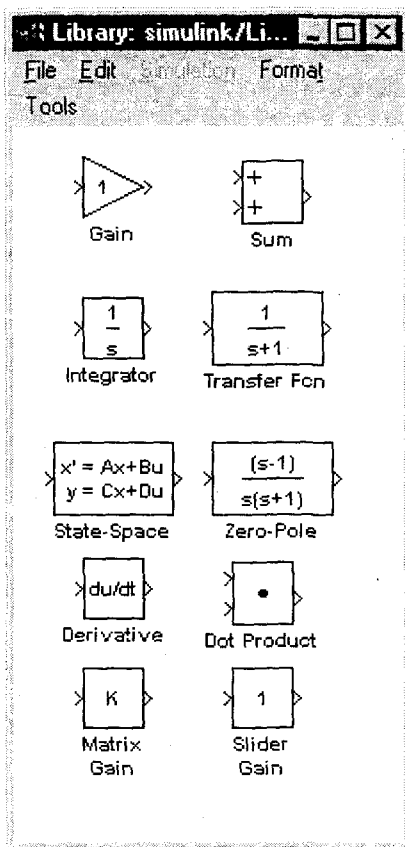 Library: simulink/Li...
File Edit Simulation Format
Tools
1
Gain
+
+
Sum
1
s
Integrator
1
s+1
Transfer Fcn
x' = Ax+Bu
y = Cx+Du
State-Space
(s-1)
s(s+1)
Zero-Pole
du/dt
Derivative
Dot Product
K
Matrix
Gain
1
Slider
Gain